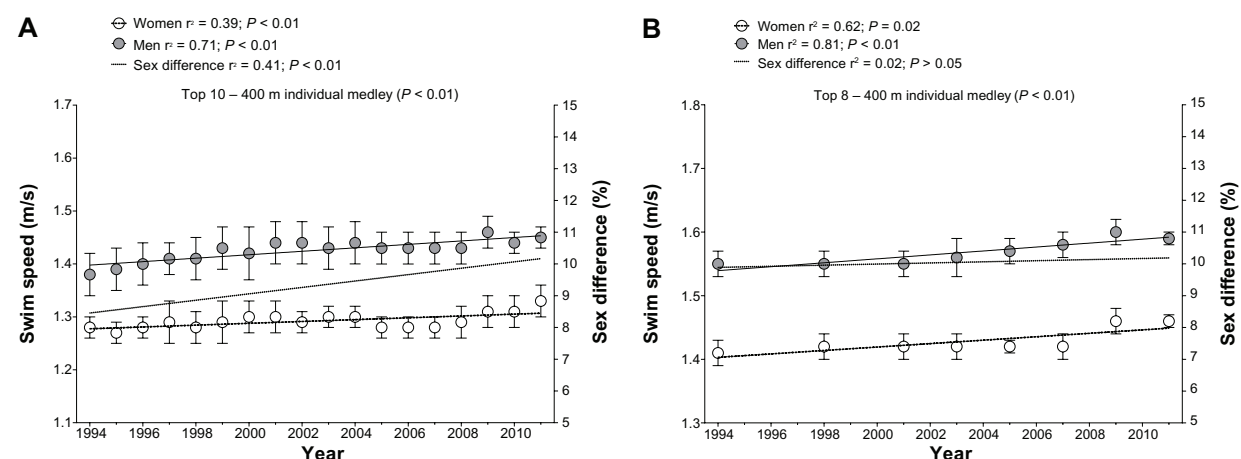 A
Women r² = 0.39; P < 0.01
Men r² = 0.71; P < 0.01
Sex difference r² = 0.41; P < 0.01
Top 10 – 400 m individual medley (P < 0.01)
Swim speed (m/s)
1.7
1.6
1.5
1.4
1.3
1.2
1.1
15
14
13
12
11
10
9
8
7
6
5
Sex difference (%)
1994 1996 1998 2000 2002 2004 2006 2008 2010
Year
B
Women r² = 0.62; P = 0.02
Men r² = 0.81; P < 0.01
Sex difference r² = 0.02; P > 0.05
Top 8 – 400 m individual medley (P < 0.01)
Swim speed (m/s)
1.8
1.7
1.6
1.5
1.4
1.3
15
14
13
12
11
10
9
8
7
6
5
Sex difference (%)
1994 1996 1998 2000 2002 2004 2006 2008 2010
Year